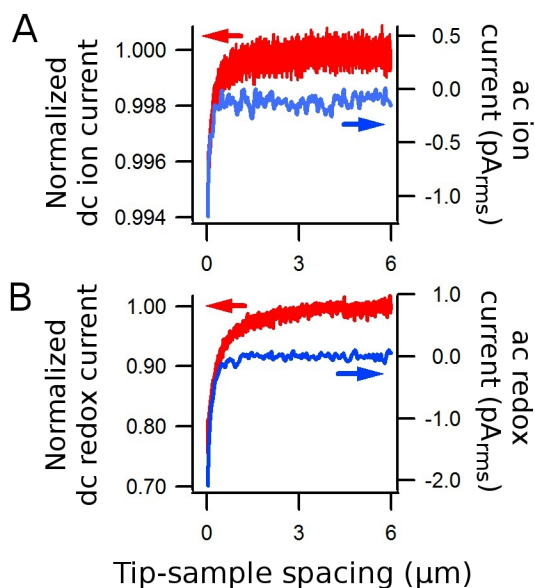 A
Normalized
dc ion current
1.000
0.998
0.996
0.994
0.5
0.0
-0.5
-1.0
ac ion
current (pArms)
0
3
6
B
Normalized
dc redox current
1.00
0.90
0.80
0.70
1.0
0.0
-1.0
-2.0
ac redox
current (pArms)
0
3
6
Tip-sample spacing (μm)